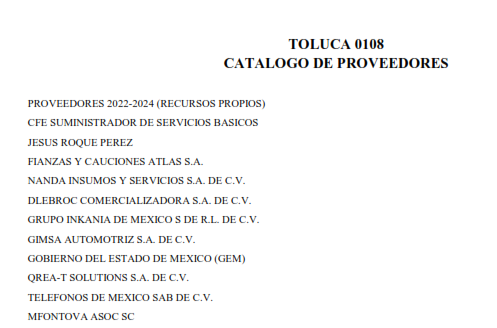 TOLUCA 0108
CATALOGO DE PROVEEDORES
PROVEEDORES 2022-2024 (RECURSOS PROPIOS)
CFE SUMINISTRADOR DE SERVICIOS BASICOS
JESUS ROQUE PEREZ
FIANZAS Y CAUCIONES ATLAS S.A.
NANDA INSUMOS Y SERVICIOS S.A. DE C.V.
DLEBROC COMERCIALIZADORA S.A. DE C.V.
GRUPO INKANIA DE MEXICO S DE R.L. DE C.V.
GIMSA AUTOMOTRIZ S.A. DE C.V.
GOBIERNO DEL ESTADO DE MEXICO (GEM)
QREA-T SOLUTIONS S.A. DE C.V.
TELEFONOS DE MEXICO SAB DE C.V.
MFONTOVA ASOC SC